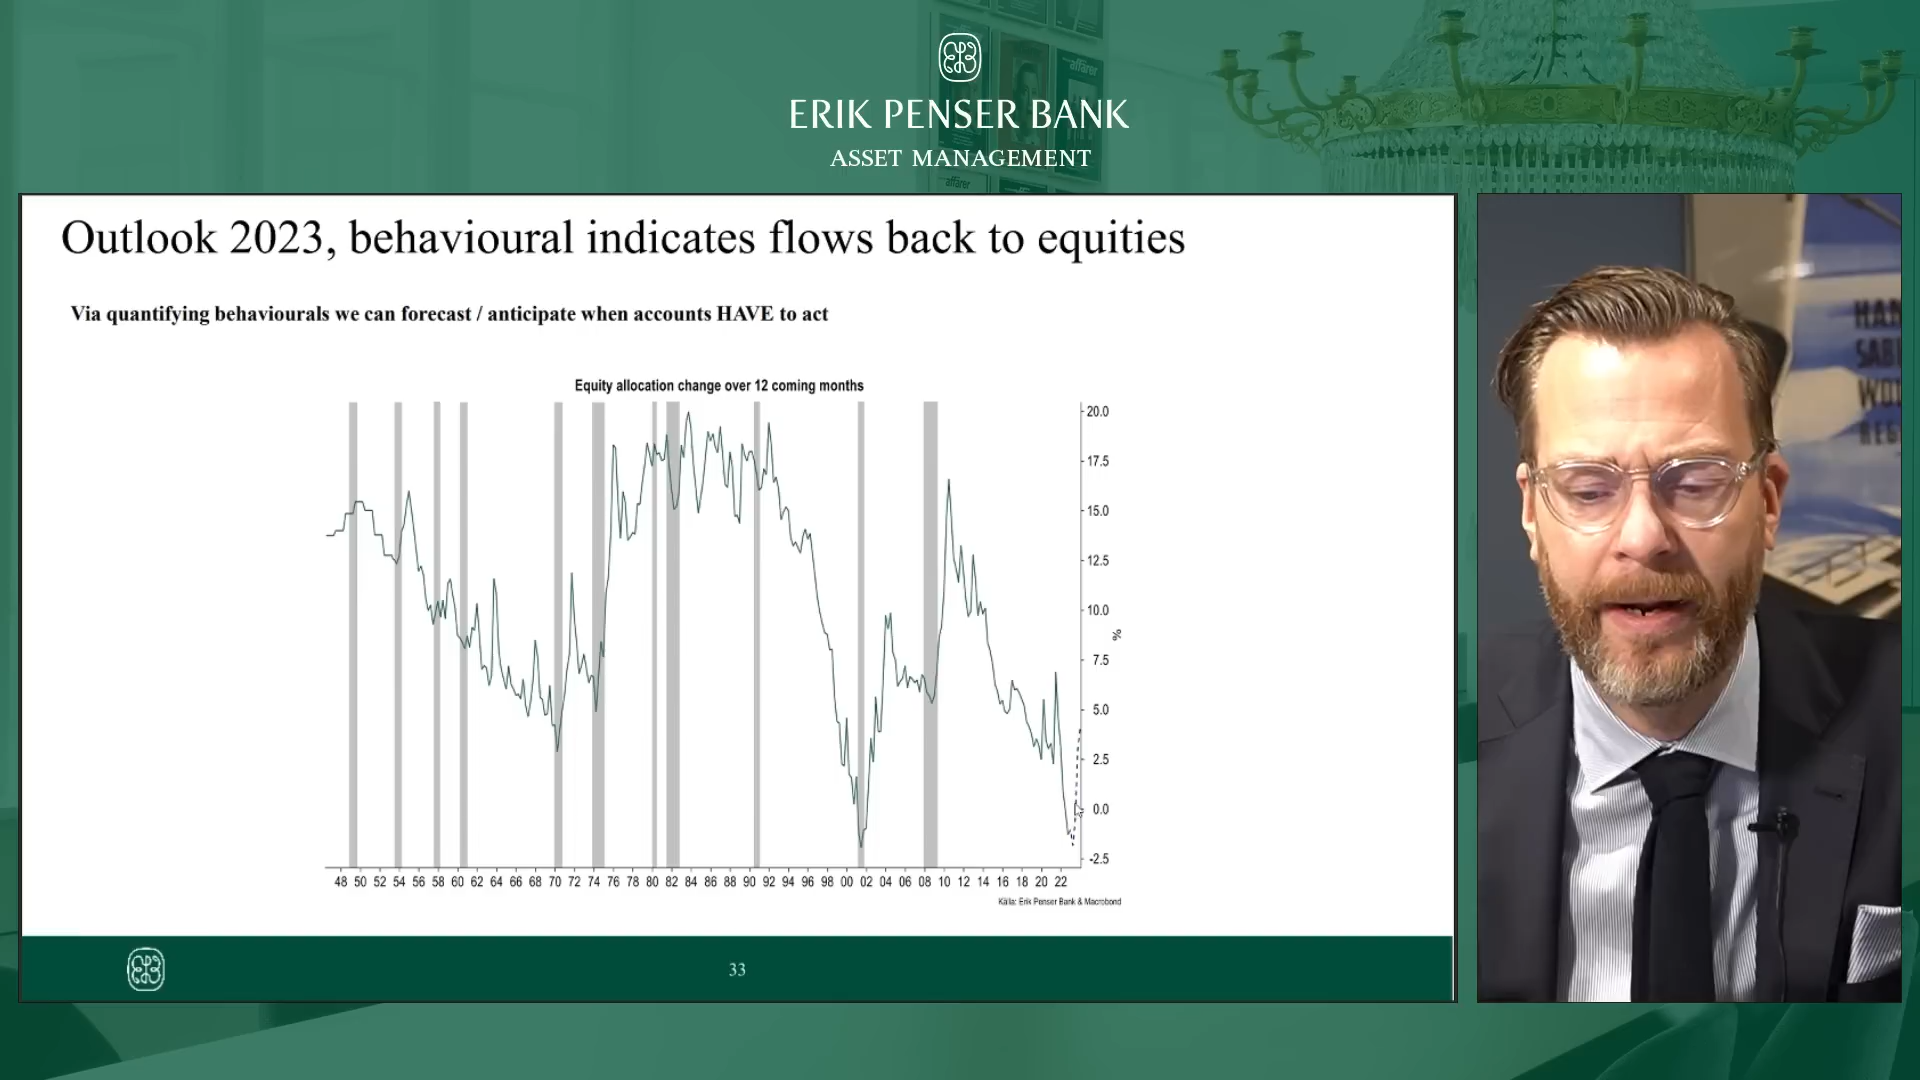 affärer
ERIK PENSER BANK
ASSET MANAGEMENT
affärer
Outlook 2023, behavioural indicates flows back to equities
Via quantifying behaviourals we can forecast / anticipate when accounts HAVE to act
Equity allocation change over 12 coming months
20.0
17.5
15.0
12.5
10.0
%
7.5
5.0
2.5
0.0
-2.5
48 50 52 54 56 58 60 62 64 66 68 70 72 74 76 78 80 82 84 86 88 90 92 94 96 98 00 02 04 06 08 10 12 14 16 18 20 22
Källa: Erik Penser Bank & Macrobond
33